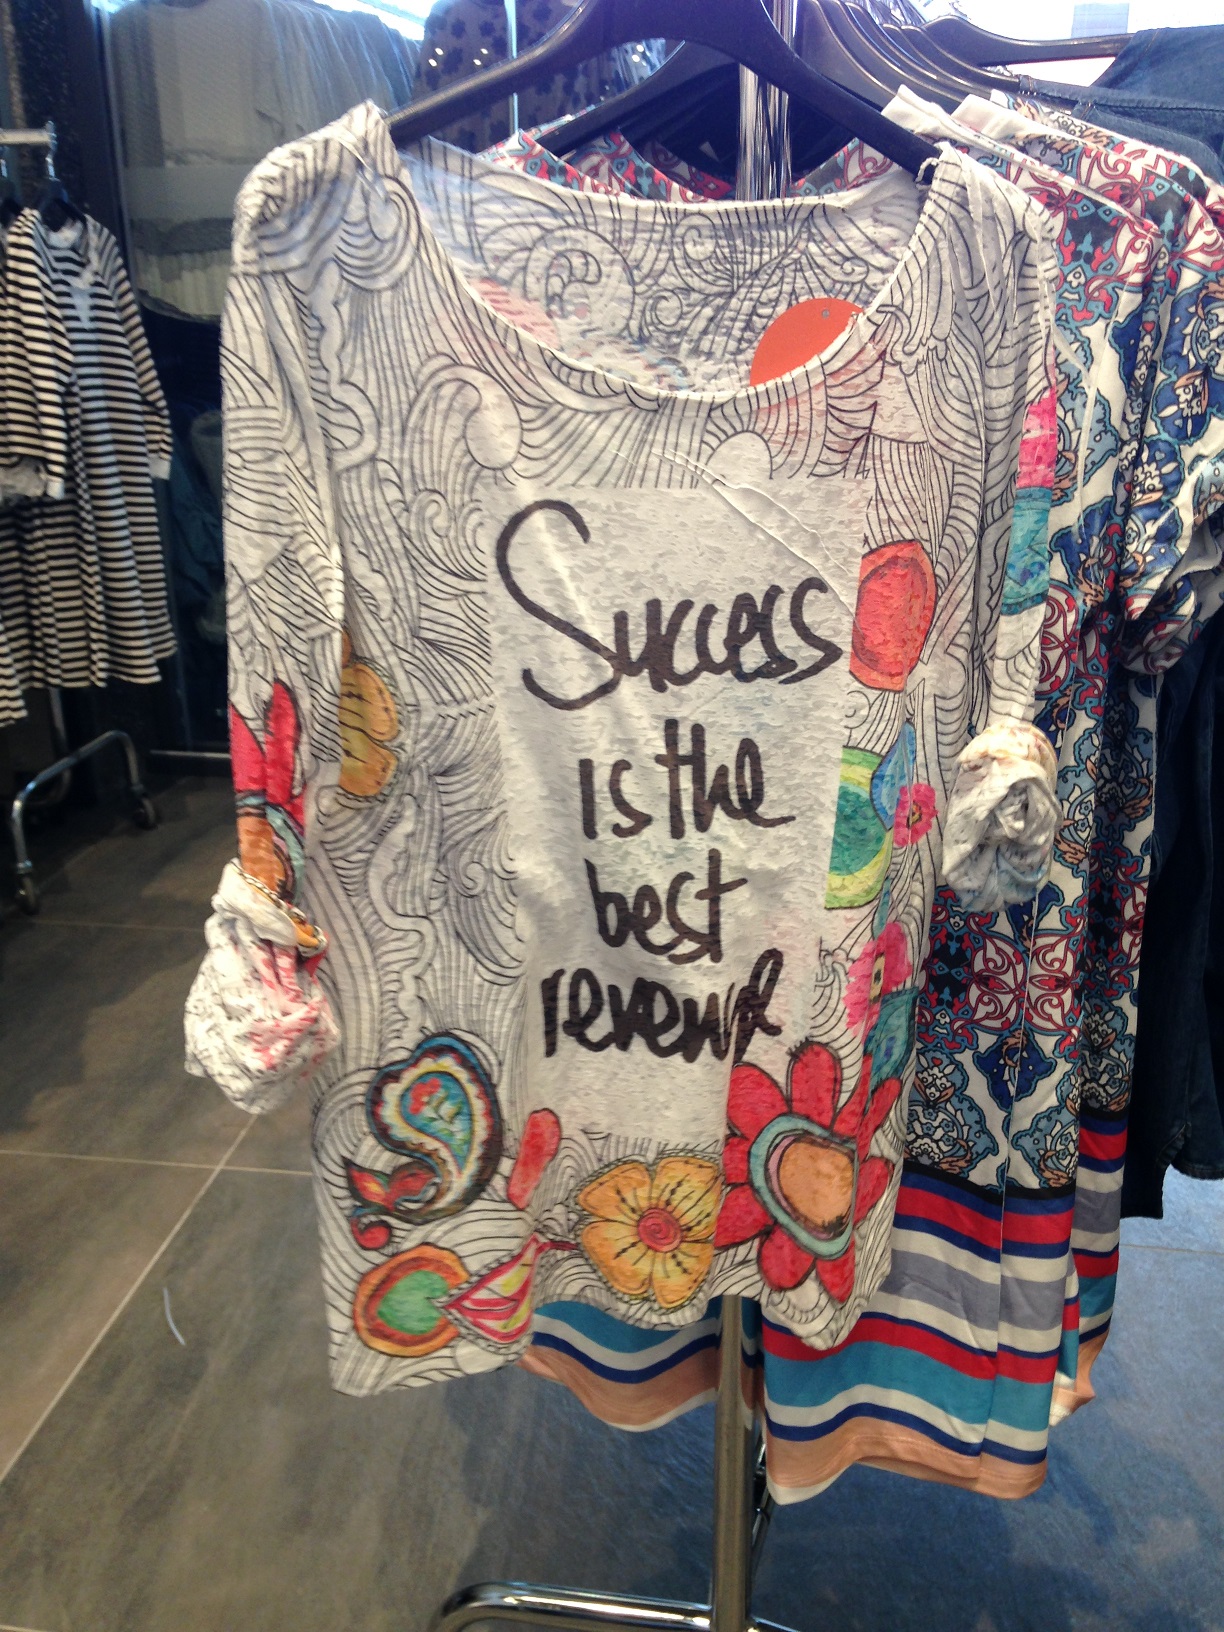 Success
is the
best
revenge